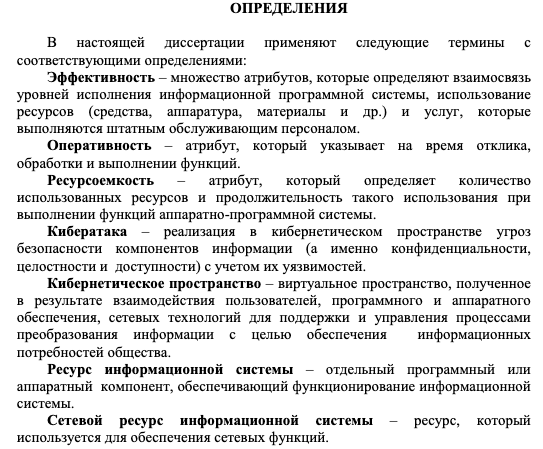 ОПРЕДЕЛЕНИЯ
В настоящей диссертации применяют следующие термины с
соответствующими определениями:
Эффективность – множество атрибутов, которые определяют взаимосвязь
уровней исполнения информационной программной системы, использование
ресурсов (средства, аппаратура, материалы и др.) и услуг, которые
выполняются штатным обслуживающим персоналом.
Оперативность – атрибут, который указывает на время отклика,
обработки и выполнении функций.
Ресурсоемкость – атрибут, который определяет количество
использованных ресурсов и продолжительность такого использования при
выполнении функций аппаратно-программной системы.
Кибератака – реализация в кибернетическом пространстве угроз
безопасности компонентов информации (а именно конфиденциальности,
целостности и доступности) с учетом их уязвимостей.
Кибернетическое пространство – виртуальное пространство, полученное
в результате взаимодействия пользователей, программного и аппаратного
обеспечения, сетевых технологий для поддержки и управления процессами
преобразования информации с целью обеспечения информационных
потребностей общества.
Ресурс информационной системы – отдельный программный или
аппаратный компонент, обеспечивающий функционирование информационной
системы.
Сетевой ресурс информационной системы – ресурс, который
используется для обеспечения сетевых функций.